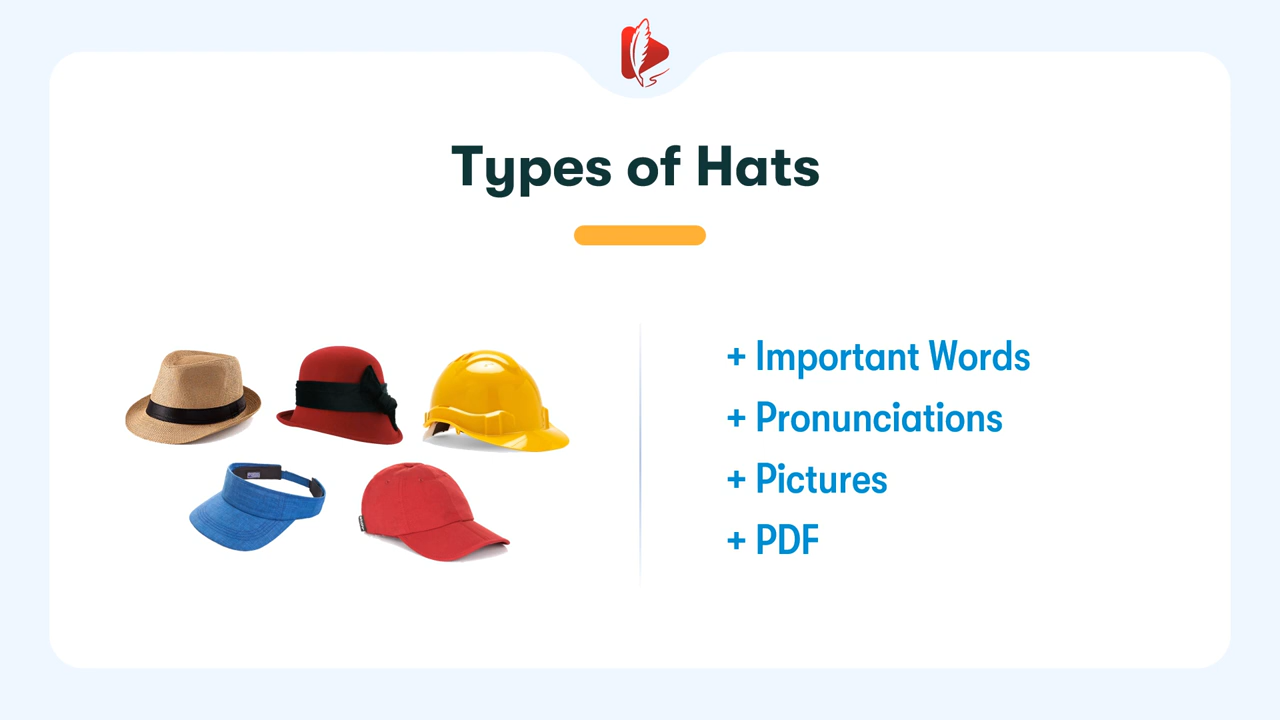 Types of Hats
+ Important Words
+ Pronunciations
+ Pictures
+ PDF